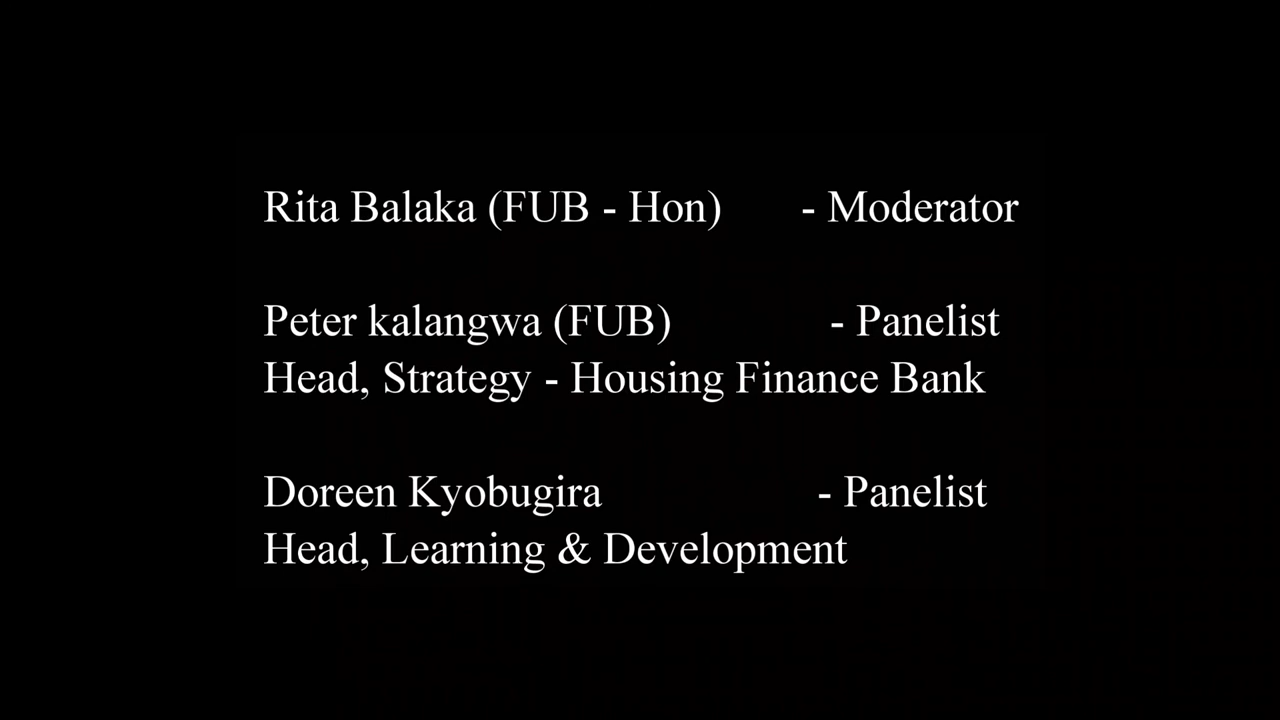 Rita Balaka (FUB - Hon) - Moderator
Peter kalangwa (FUB) - Panelist
Head, Strategy - Housing Finance Bank
Doreen Kyobugira - Panelist
Head, Learning & Development